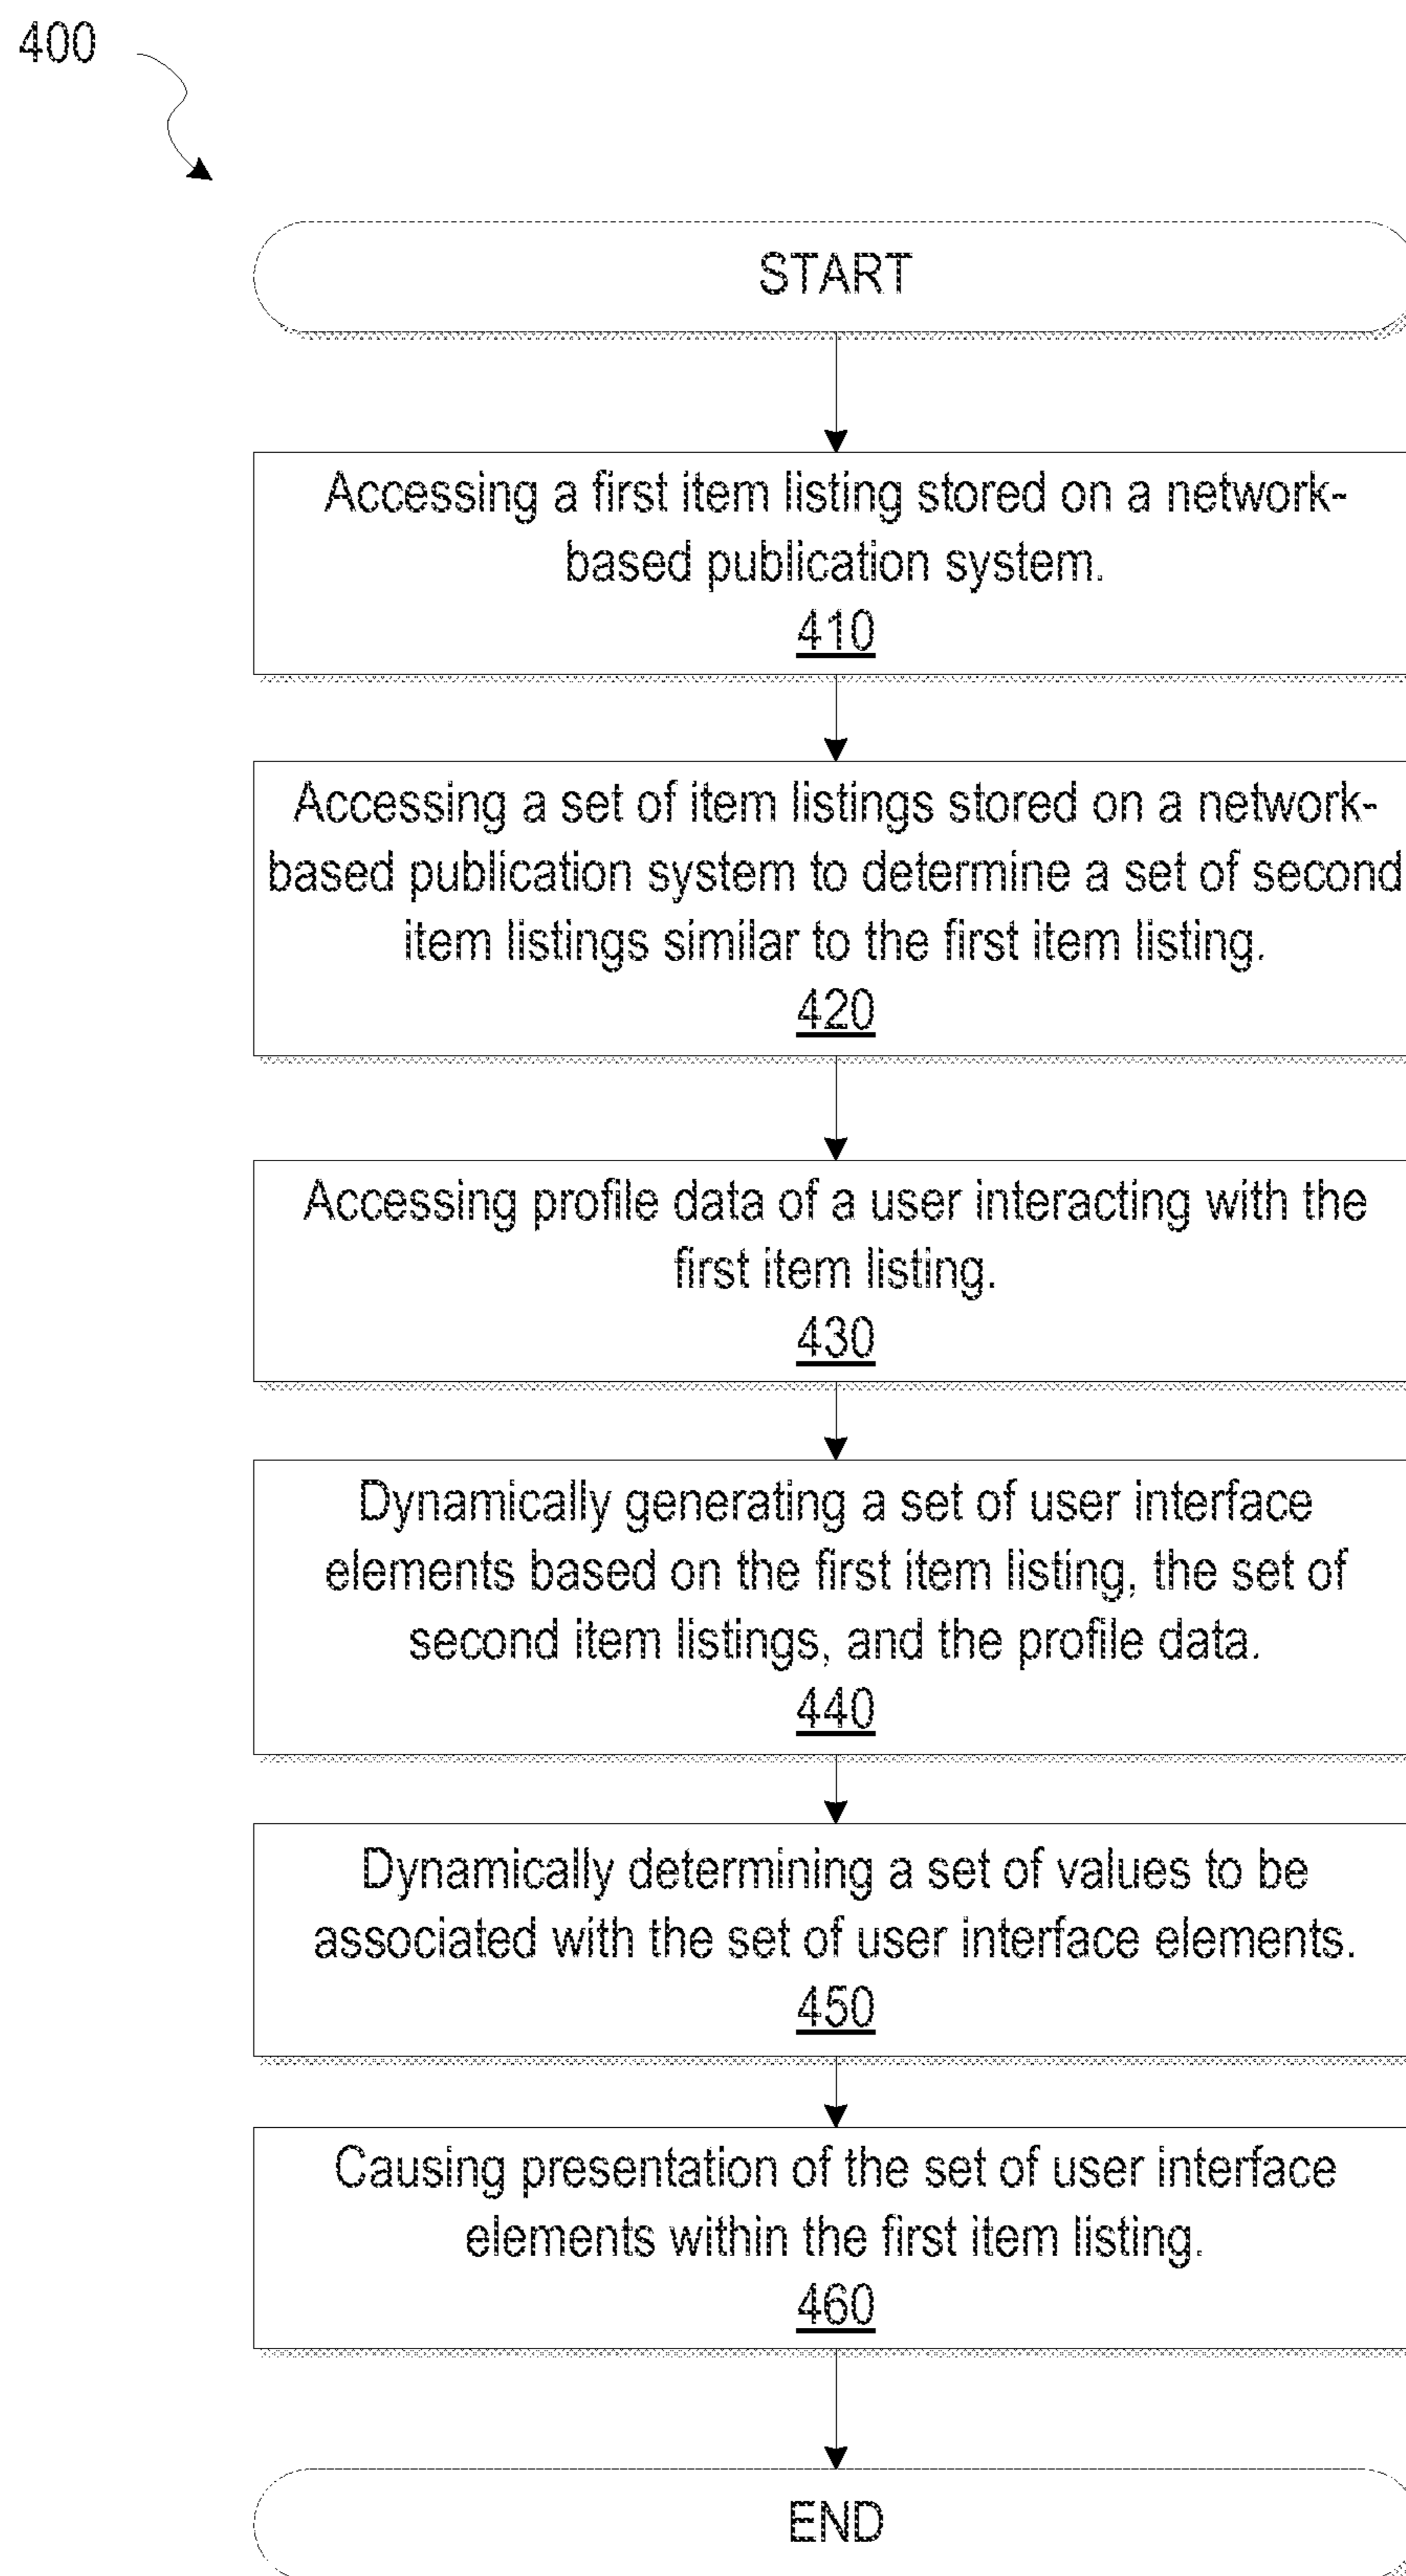 400
START
Accessing a first item listing stored on a network-
based publication system.
410
Accessing a set of item listings stored on a network-
based publication system to determine a set of second
item listings similar to the first item listing.
420
Accessing profile data of a user interacting with the
first item listing.
430
Dynamically generating a set of user interface
elements based on the first item listing, the set of
second item listings, and the profile data.
440
Dynamically determining a set of values to be
associated with the set of user interface elements.
450
Causing presentation of the set of user interface
elements within the first item listing.
460
END